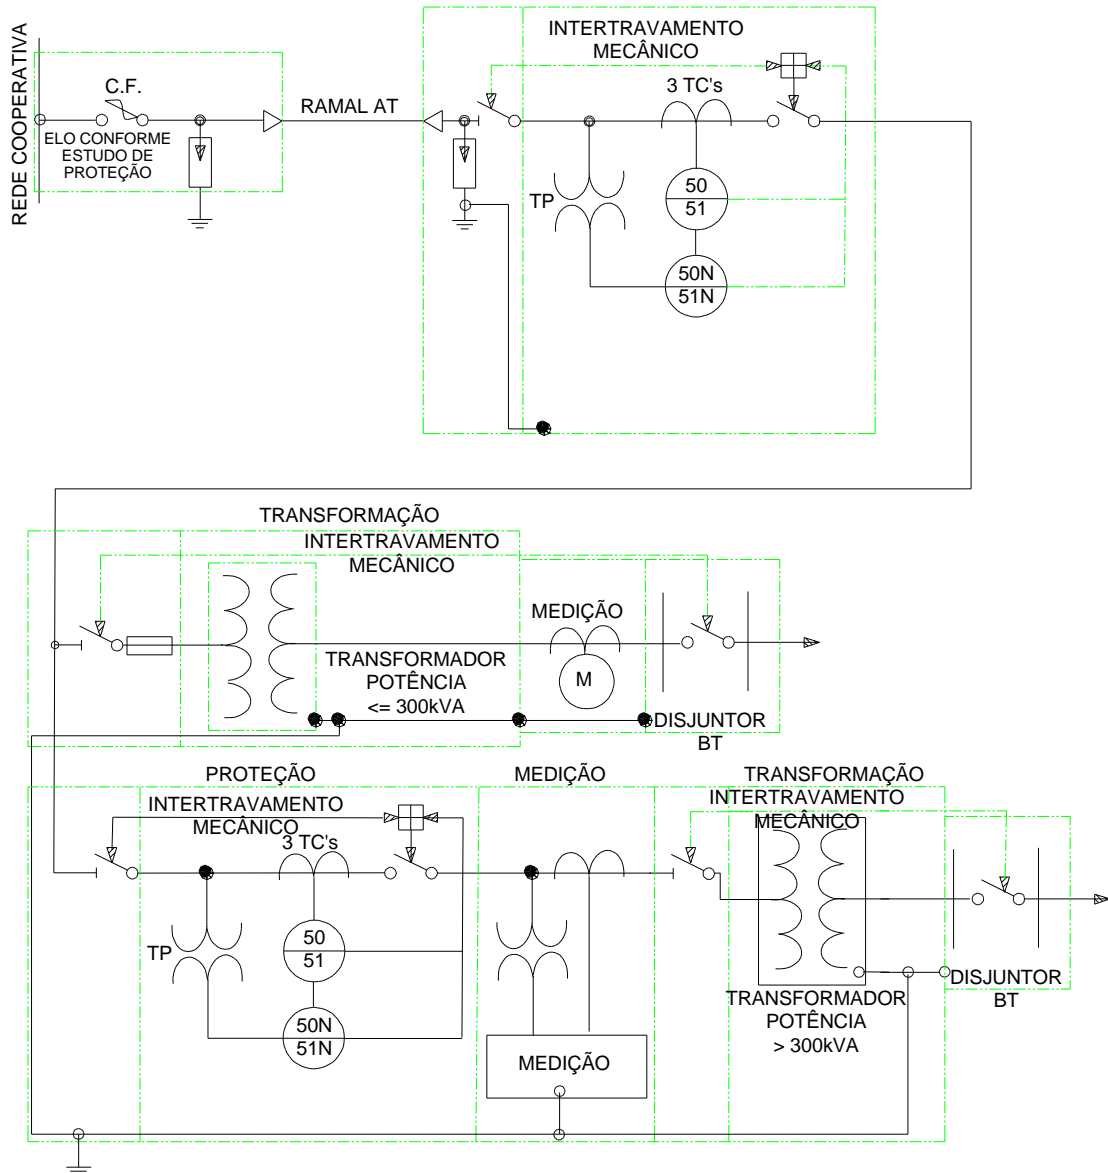 REDE COOPERATIVA
C.F.
ELO CONFORME
ESTUDO DE
PROTEÇÃO
RAMAL AT
INTERTRAVAMENTO
MECÂNICO
3 TC's
TP
50
51
50N
51N
TRANSFORMAÇÃO
INTERTRAVAMENTO
MECÂNICO
MEDIÇÃO
M
TRANSFORMADOR
POTÊNCIA
<= 300kVA
DISJUNTOR
BT
PROTEÇÃO
MEDIÇÃO
TRANSFORMAÇÃO
INTERTRAVAMENTO
MECÂNICO
3 TC's
INTERTRAVAMENTO
MECÂNICO
TP
50
51
50N
51N
MEDIÇÃO
TRANSFORMADOR
POTÊNCIA
> 300kVA
DISJUNTOR
BT